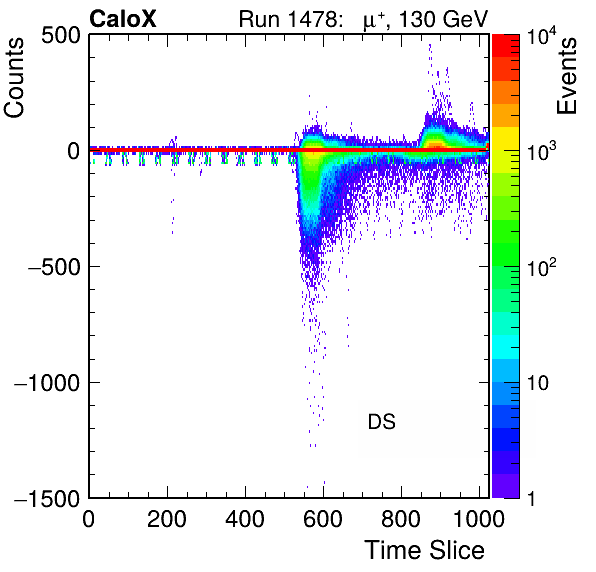 CaloX Run 1478: μ⁺, 130 GeV
Counts
Events
500
0
−500
−1000
−1500
0 200 400 600 800 1000
Time Slice
DS
10⁴
10³
10²
10
1